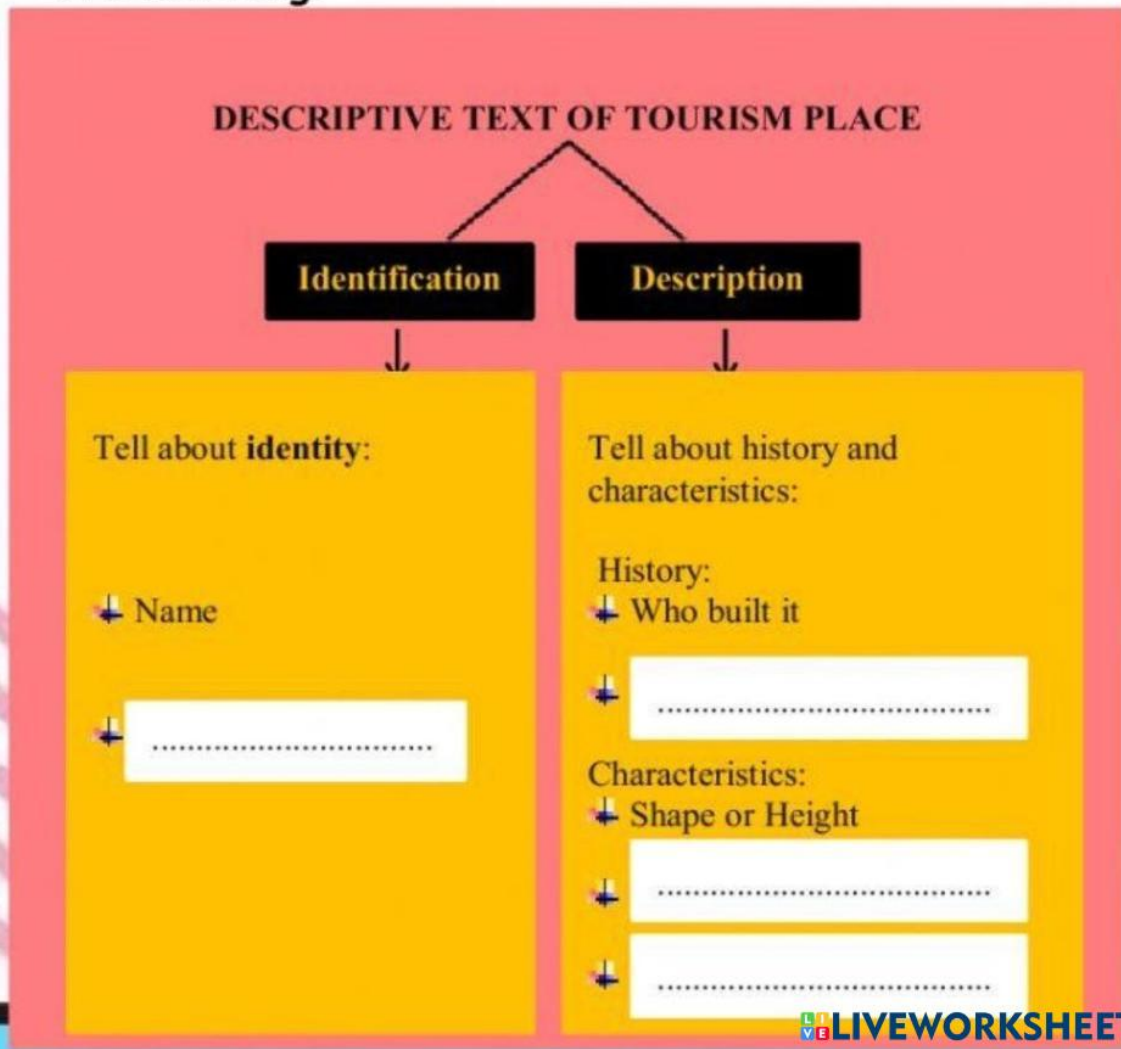 DESCRIPTIVE TEXT OF TOURISM PLACE
Identification
Description
Tell about identity:
Name
...............................
Tell about history and
characteristics:
History:
Who built it
.....................................
Characteristics:
Shape or Height
.....................................
.....................................
LIVEWORKSHEET